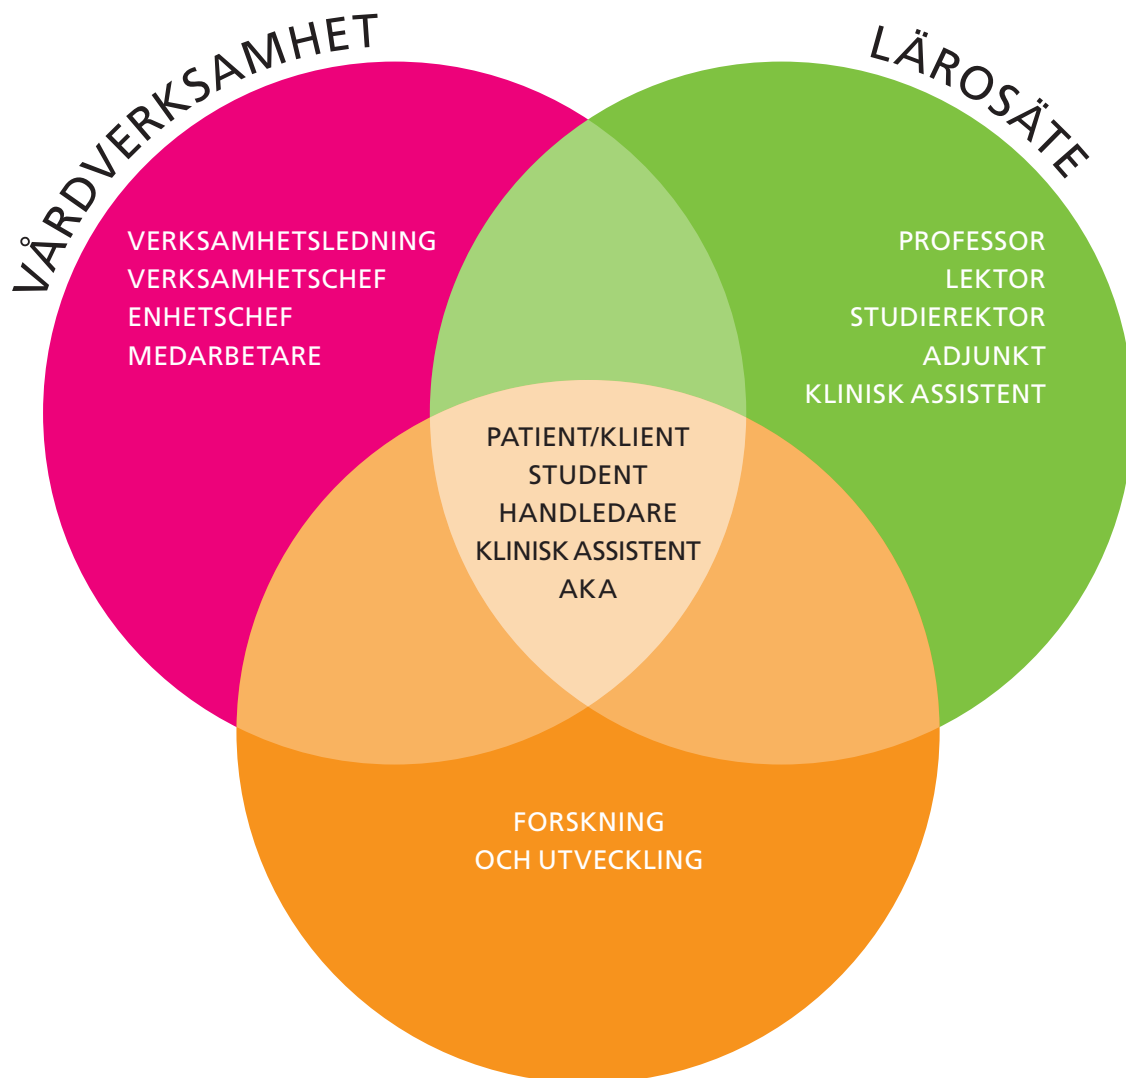 VÅRDVERKSAMHET
LÄROSÄTE
VERKSAMHETSLEDNING
VERKSAMHETSCHEF
ENHETSCHEF
MEDARBETARE
PROFESSOR
LEKTOR
STUDIEREKTOR
ADJUNKT
KLINISK ASSISTENT
PATIENT/KLIENT
STUDENT
HANDLEDARE
KLINISK ASSISTENT
AKA
FORSKNING
OCH UTVECKLING